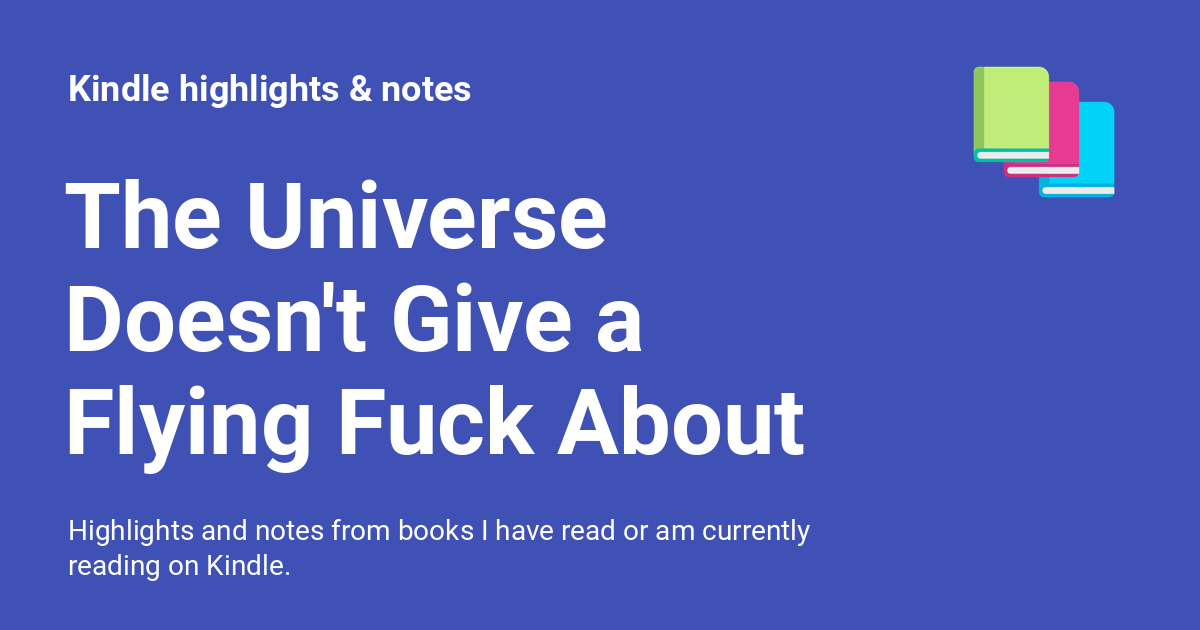 Kindle highlights & notes
The Universe
Doesn't Give a
Flying Fuck About
Highlights and notes from books I have read or am currently
reading on Kindle.